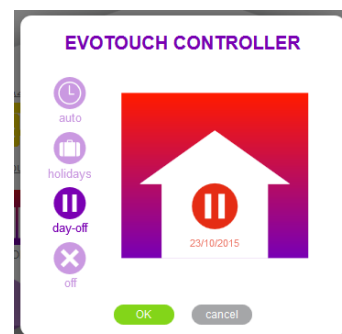 EVOTOUCH CONTROLLER
auto
holidays
day-off
off
23/10/2015
OK
cancel